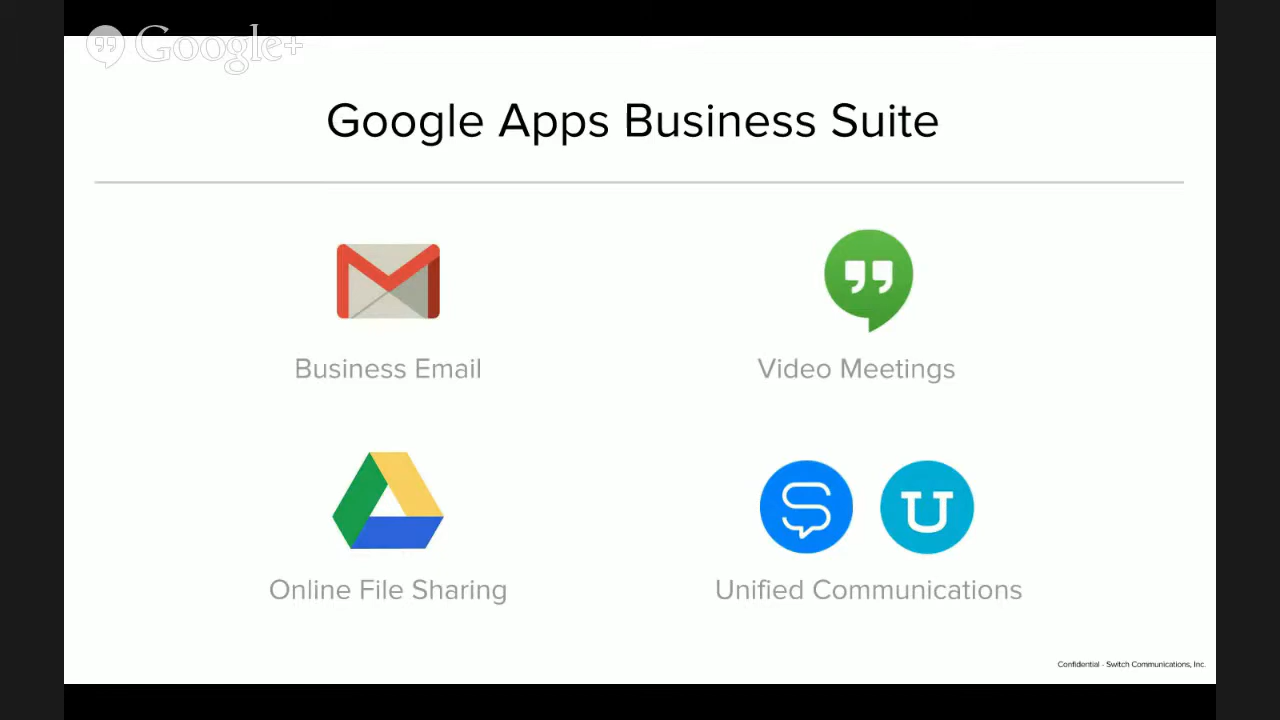 Google+
Google Apps Business Suite
Business Email
Video Meetings
Online File Sharing
S
U
Unified Communications
Confidential - Switch Communications, Inc.